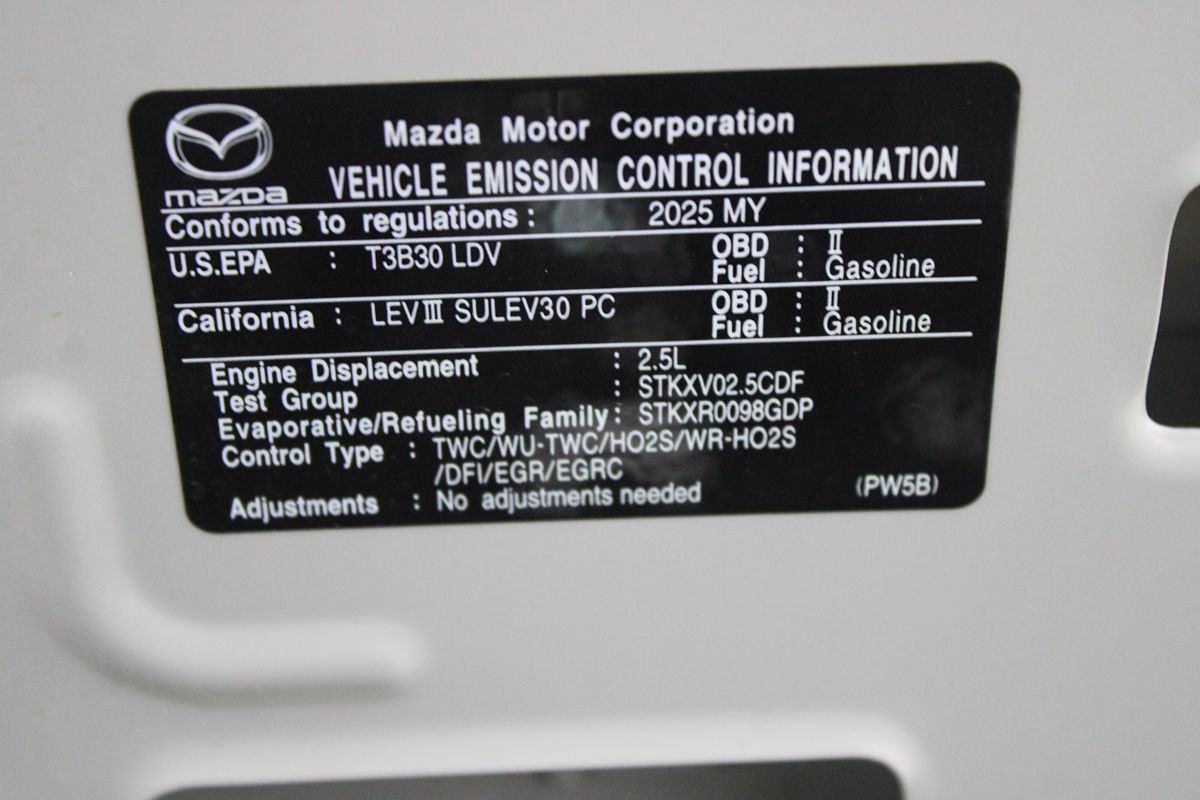 Mazda Motor Corporation
mazda
VEHICLE EMISSION CONTROL INFORMATION
Conforms to regulations : 2025 MY
U.S.EPA : T3B30 LDV OBD : II
Fuel : Gasoline
California : LEVIII SULEV30 PC OBD : II
Fuel : Gasoline
Engine Displacement : 2.5L
Test Group : STKXV02.5CDF
Evaporative/Refueling Family : STKXR0098GDP
Control Type : TWC/WU-TWC/HO2S/WR-HO2S
/DFI/EGR/EGRC
Adjustments : No adjustments needed (PW5B)